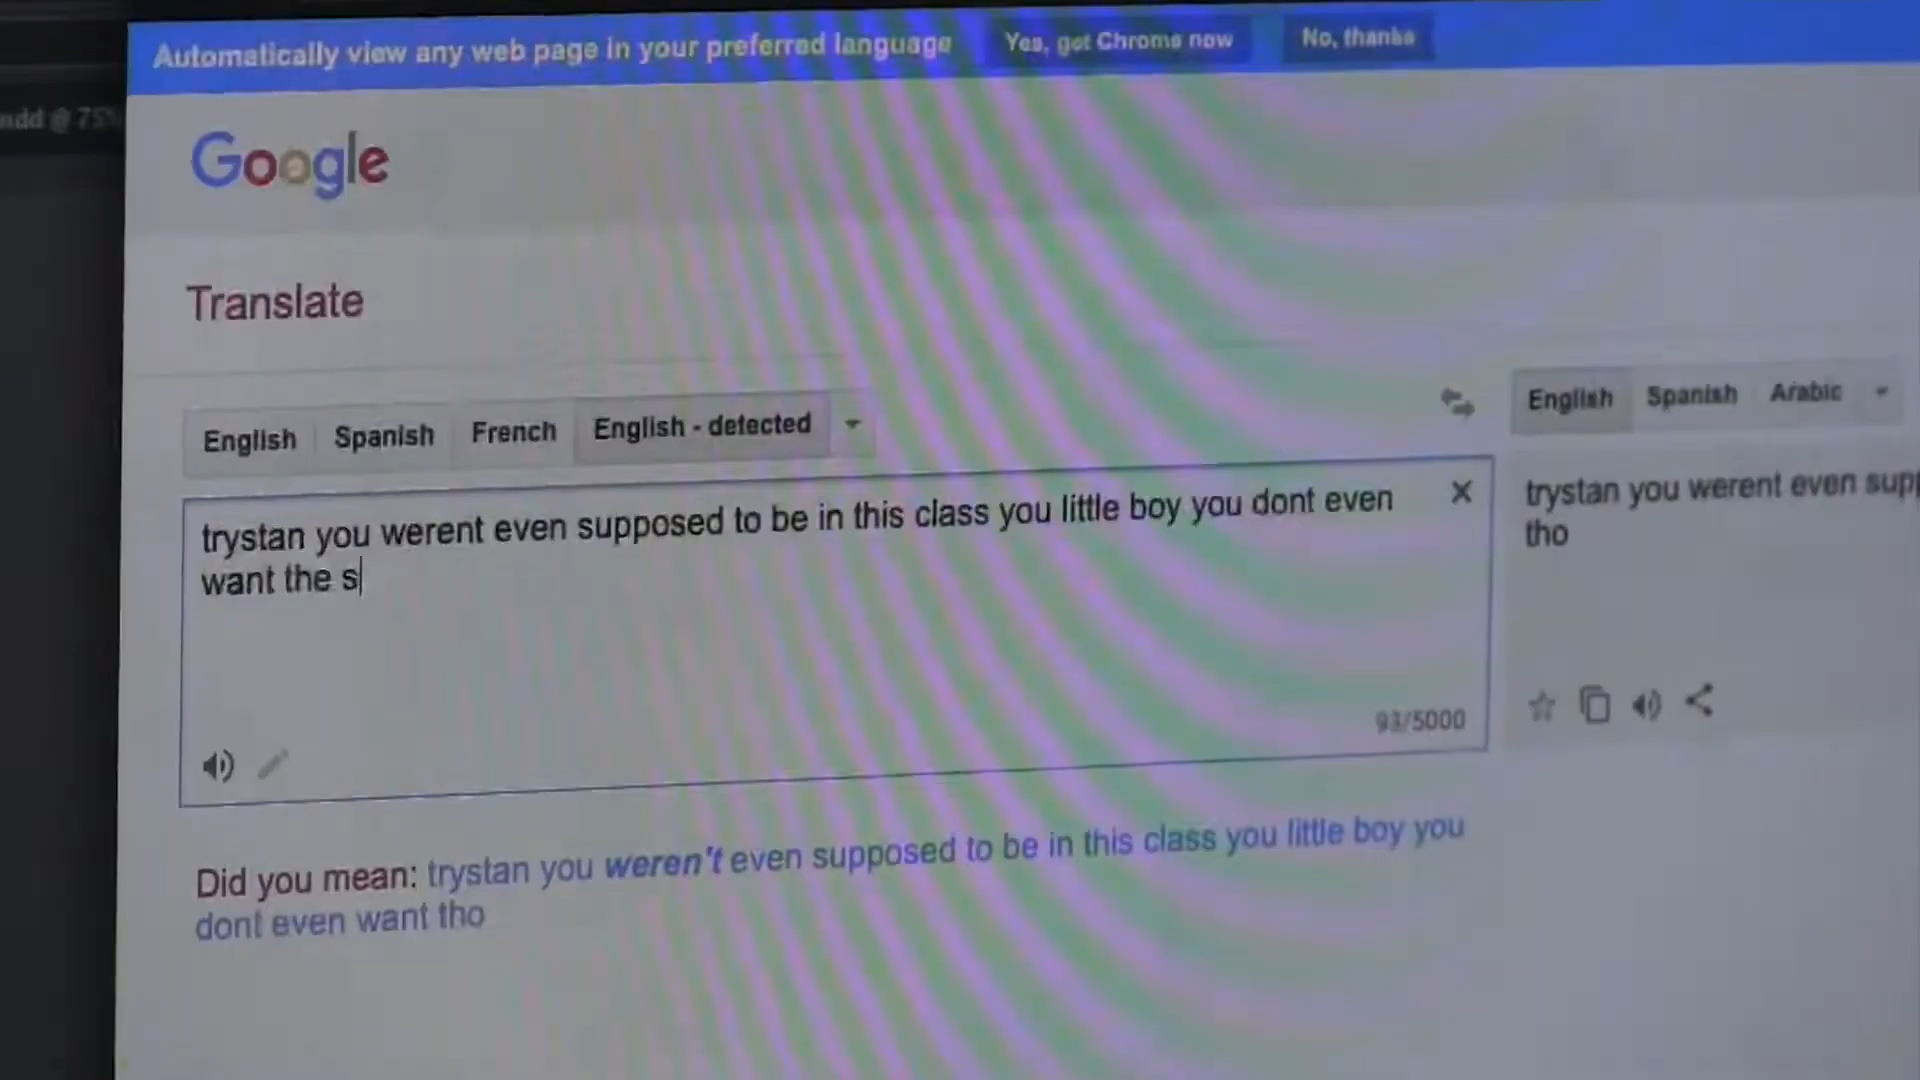 Automatically view any web page in your preferred language
Yes, get Chrome now
No, thanks
ndd @ 75%
Google
Translate
English Spanish French English - detected
English Spanish Arabic
trystan you werent even supposed to be in this class you little boy you dont even
want the s
trystan you werent even supp
tho
93/5000
Did you mean: trystan you weren't even supposed to be in this class you little boy you
dont even want tho